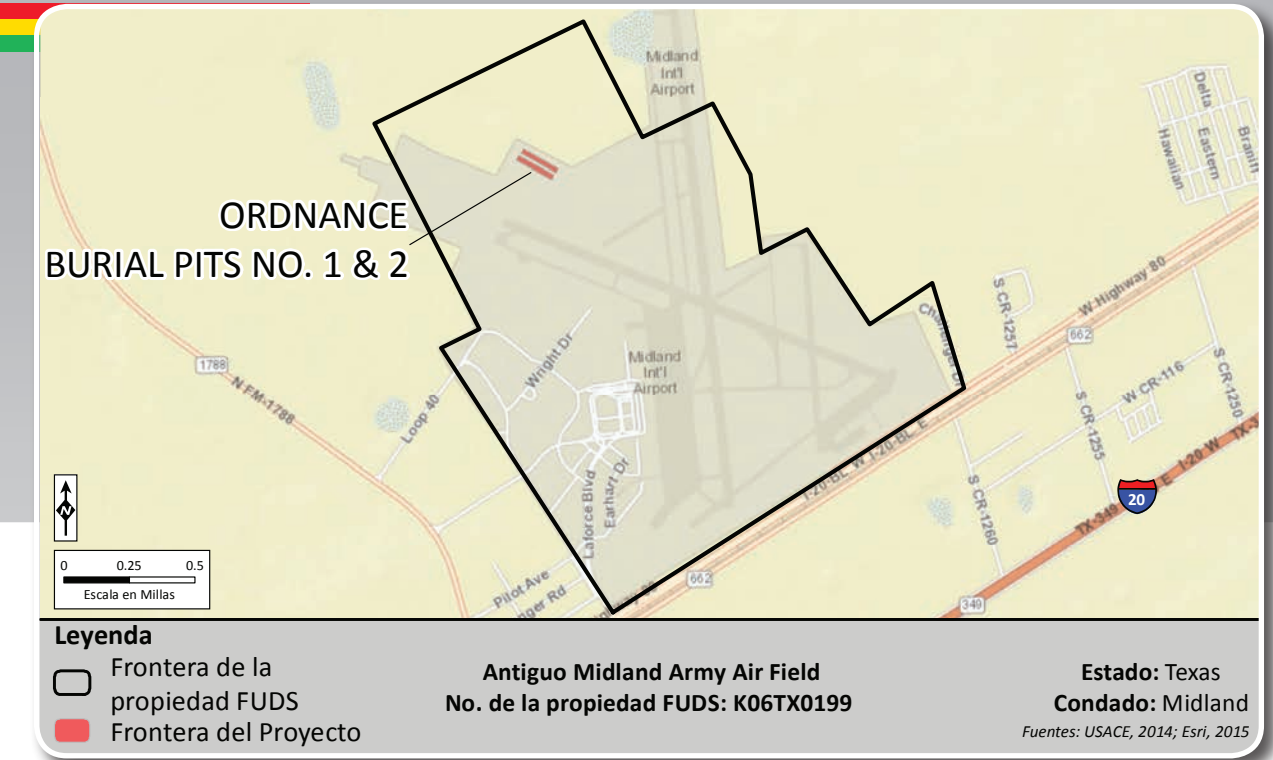 Midland
Int'l
Airport
Delta
Hawaiian
Eastern
Braniff
ORDNANCE
BURIAL PITS NO. 1 & 2
W Highway 80
S CR-1257
662
1788
N FM-1788
Wright Dr
Midland
Int'l
Airport
Challenger Dr
Loop 40
W CR-116
S CR-1250
S CR-1255
I-20-BL W I-20-BL E
I-20 W
E
20
TX-349
S CR-1260
Laforce Blvd
Earhart Dr
0 0.25 0.5
Escala en Millas
Pilot Ave
662
349
Leyenda
Frontera de la
propiedad FUDS
Frontera del Proyecto
Antiguo Midland Army Air Field
No. de la propiedad FUDS: K06TX0199
Estado: Texas
Condado: Midland
Fuentes: USACE, 2014; Esri, 2015